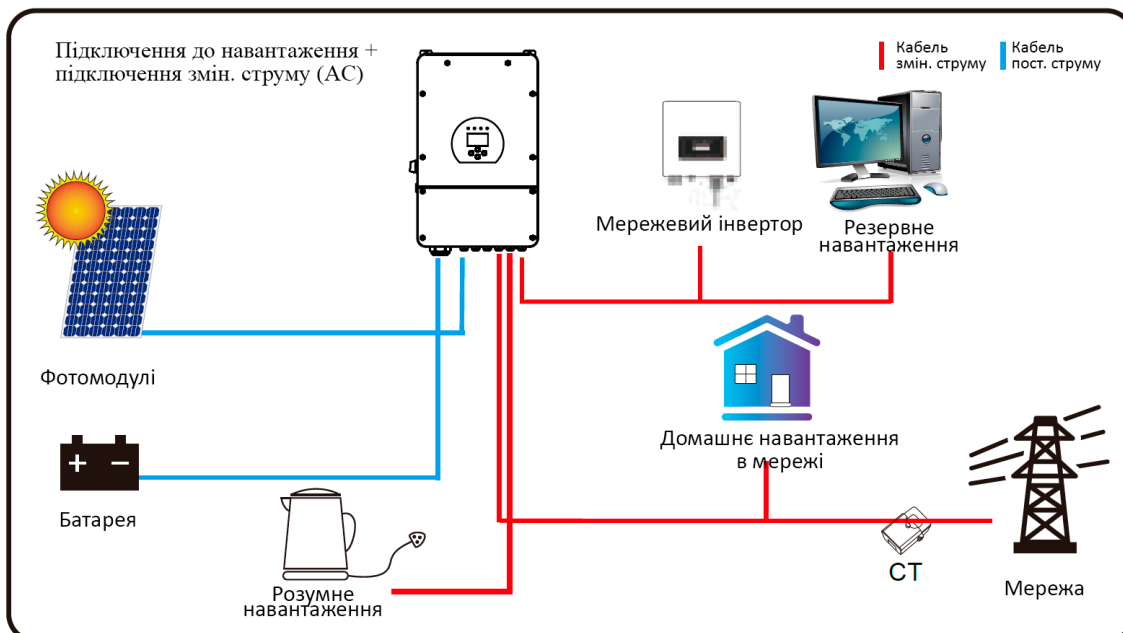 Підключення до навантаження +
підключення змін. струму (AC)
Кабель
змін. струму
Кабель
пост. струму
Мережевий інвертор
Резервне
навантаження
Фотомодулі
Домашнє навантаження
в мережі
Батарея
Розумне
навантаження
CT
Мережа